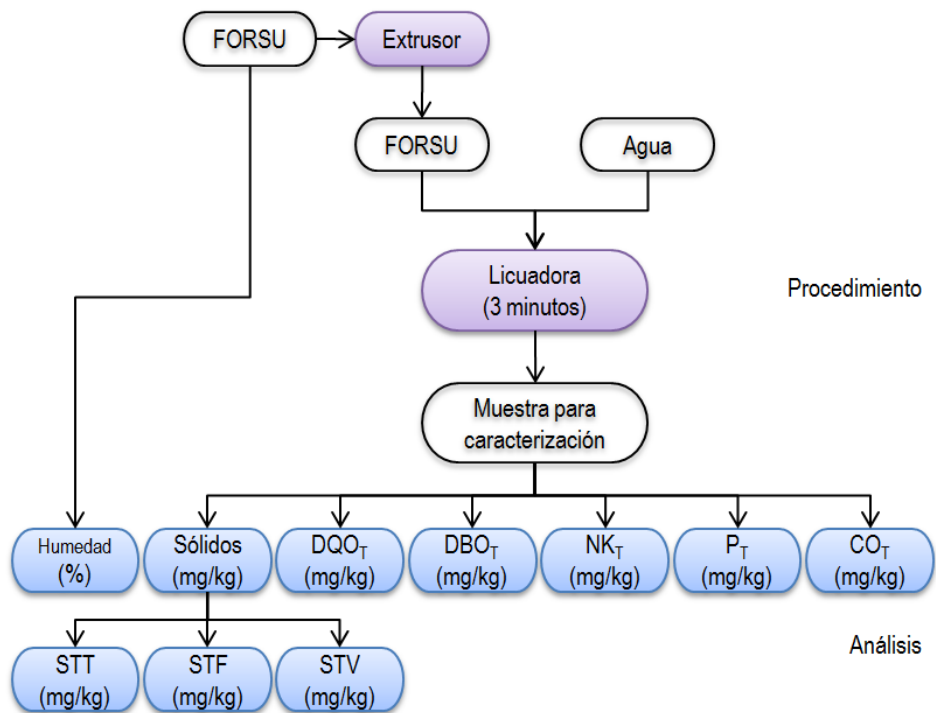 FORSU
Extrusor
FORSU
Agua
Licuadora
(3 minutos)
Procedimiento
Muestra para
caracterización
Humedad
(%)
Sólidos
(mg/kg)
DQO_T
(mg/kg)
DBO_T
(mg/kg)
NK_T
(mg/kg)
P_T
(mg/kg)
CO_T
(mg/kg)
Análisis
STT
(mg/kg)
STF
(mg/kg)
STV
(mg/kg)